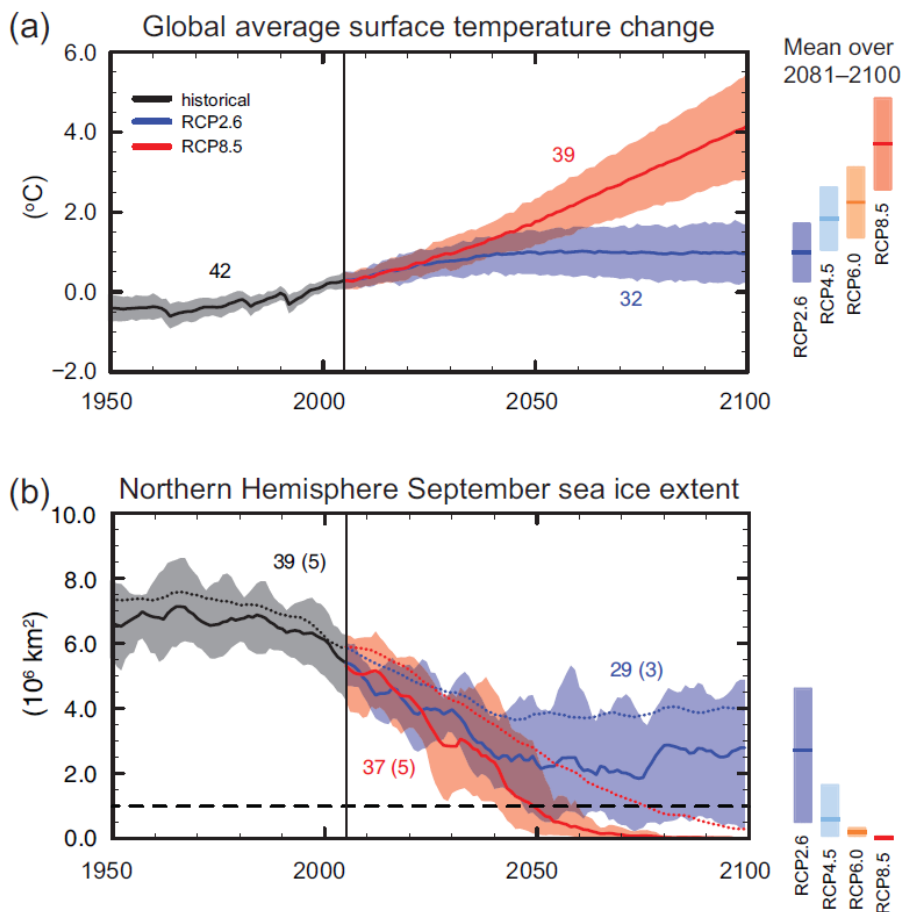 (a)
Global average surface temperature change
6.0
4.0
2.0
0.0
−2.0
(°C)
historical
RCP2.6
RCP8.5
42
39
32
1950
2000
2050
2100
Mean over
2081–2100
RCP2.6
RCP4.5
RCP6.0
RCP8.5
(b)
Northern Hemisphere September sea ice extent
10.0
8.0
6.0
4.0
2.0
0.0
(10⁶ km²)
39 (5)
29 (3)
37 (5)
1950
2000
2050
2100
RCP2.6
RCP4.5
RCP6.0
RCP8.5